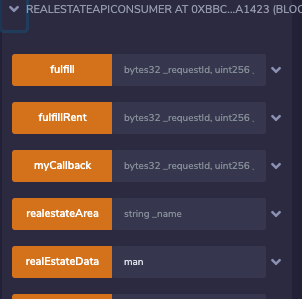 REALESTATEAPICONSUMER AT 0XBBC...A1423 (BLOC
fulfill bytes32 _requestId, uint256 _
fulfillRent bytes32 _requestId, uint256 _
myCallback bytes32 _requestId, uint256 _
realestateArea string _name
realEstateData man